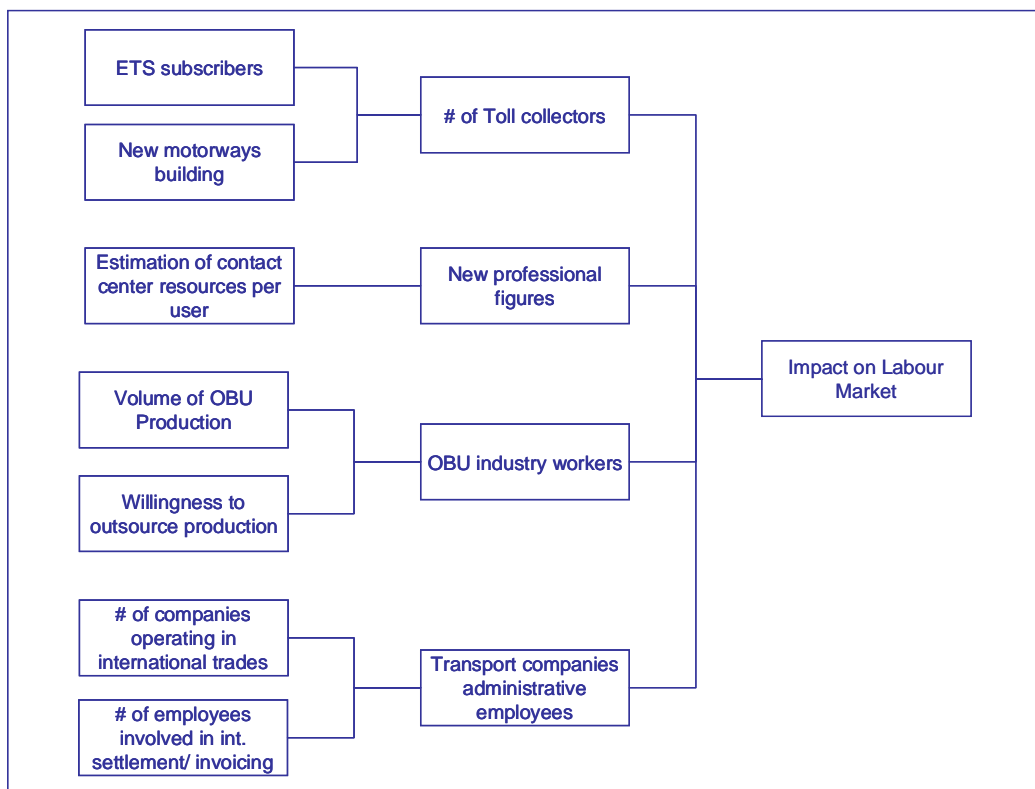 ETS subscribers
New motorways
building
# of Toll collectors
Estimation of contact
center resources per
user
New professional
figures
Volume of OBU
Production
Willingness to
outsource production
OBU industry workers
# of companies
operating in
international trades
# of employees
involved in int.
settlement/ invoicing
Transport companies
administrative
employees
Impact on Labour
Market